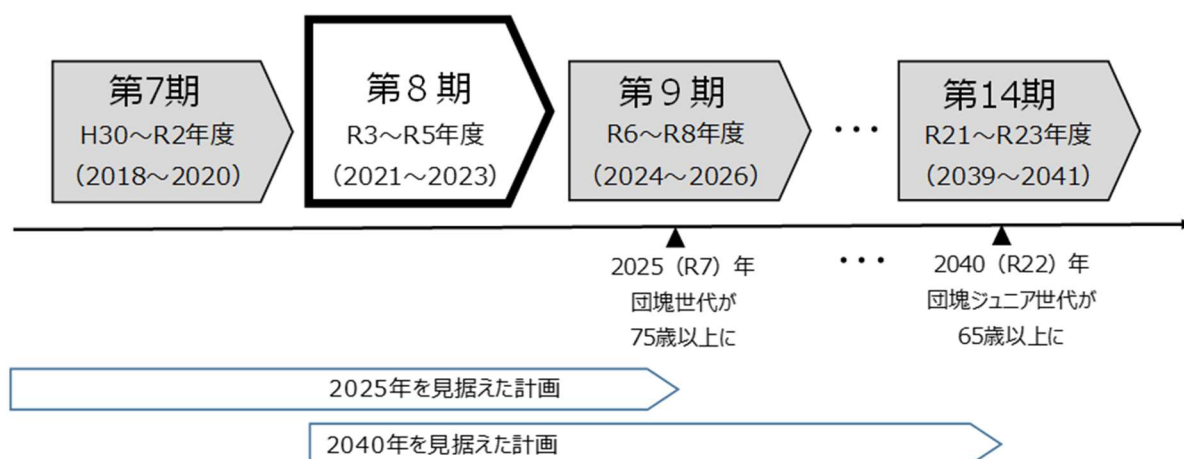 第7期
H30～R2年度
（2018～2020）
第８期
R3～R5年度
（2021～2023）
第９期
R6～R8年度
（2024～2026）
・・・
第14期
R21～R23年度
（2039～2041）
2025（R7）年
団塊世代が
75歳以上に
・・・
2040（R22）年
団塊ジュニア世代が
65歳以上に
2025年を見据えた計画
2040年を見据えた計画